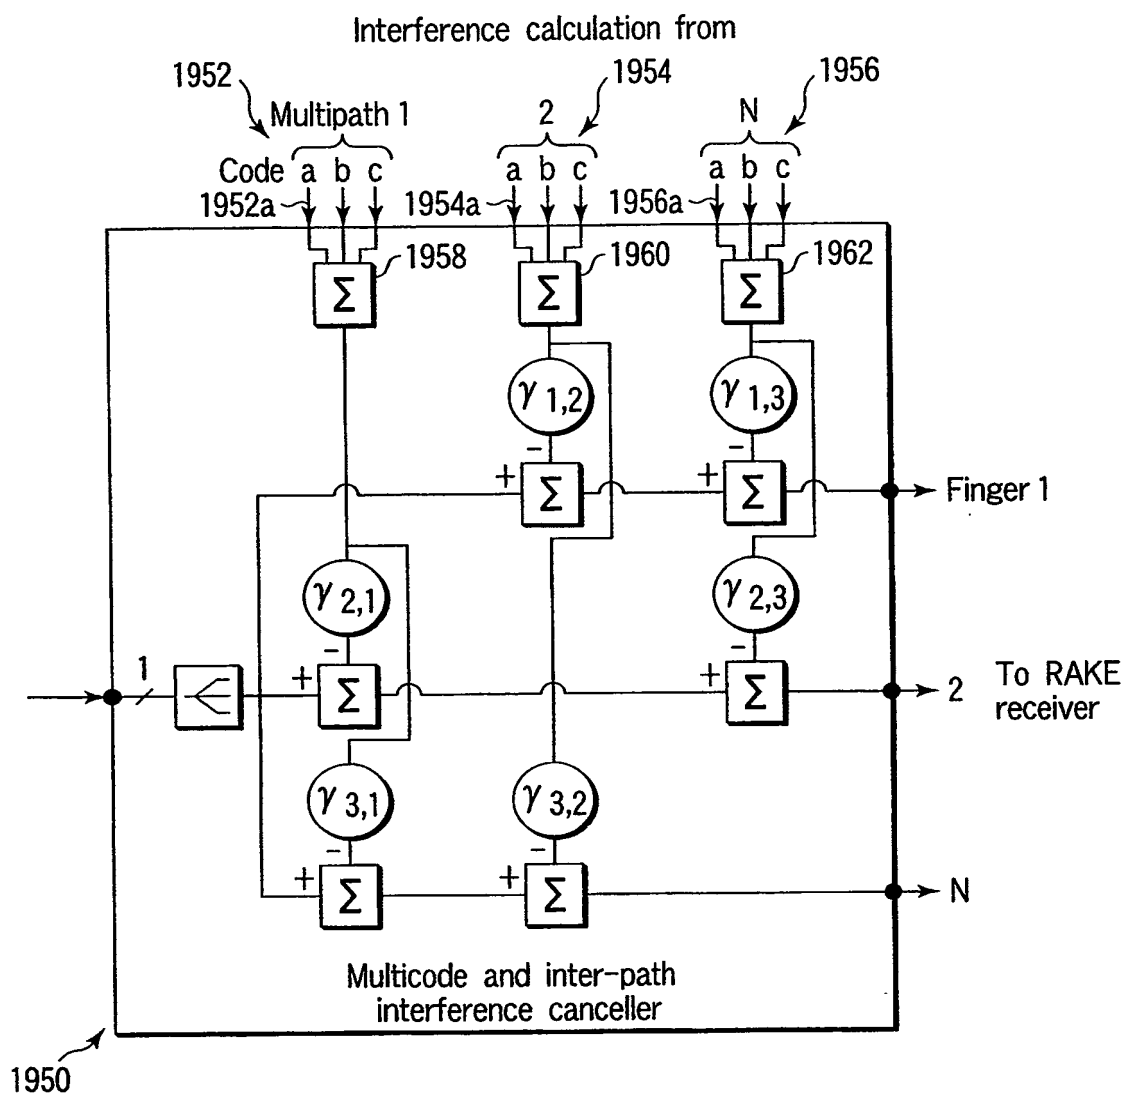 Interference calculation from
1952
1954
1956
Multipath 1
2
N
Code a b c
a b c
a b c
1952a
1954a
1956a
1958
1960
1962
Σ
Σ
Σ
γ 1,2
γ 1,3
−
−
+
Σ
+
Σ
Finger 1
γ 2,1
γ 2,3
−
−
1
+
Σ
+
Σ
2
To RAKE
receiver
γ 3,1
γ 3,2
−
−
+
Σ
+
Σ
N
Multicode and inter-path
interference canceller
1950